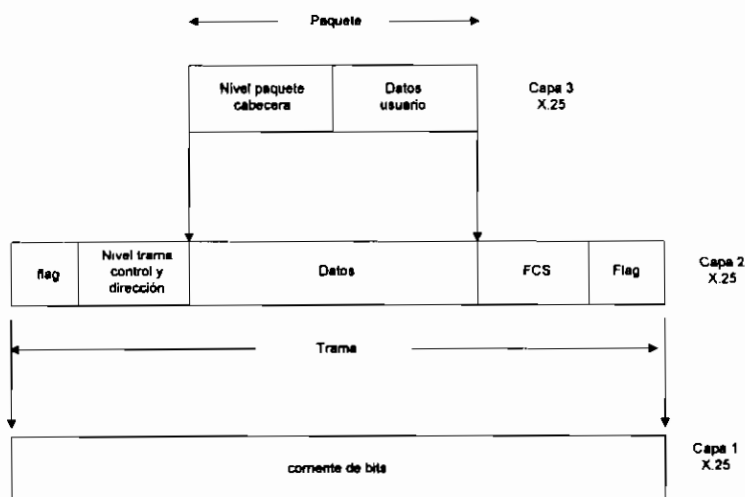 Paquete
Nivel paquete
cabecera
Datos
usuario
Capa 3
X.25
flag
Nivel trama
control y
dirección
Datos
FCS
Flag
Capa 2
X.25
Trama
corriente de bits
Capa 1
X.25